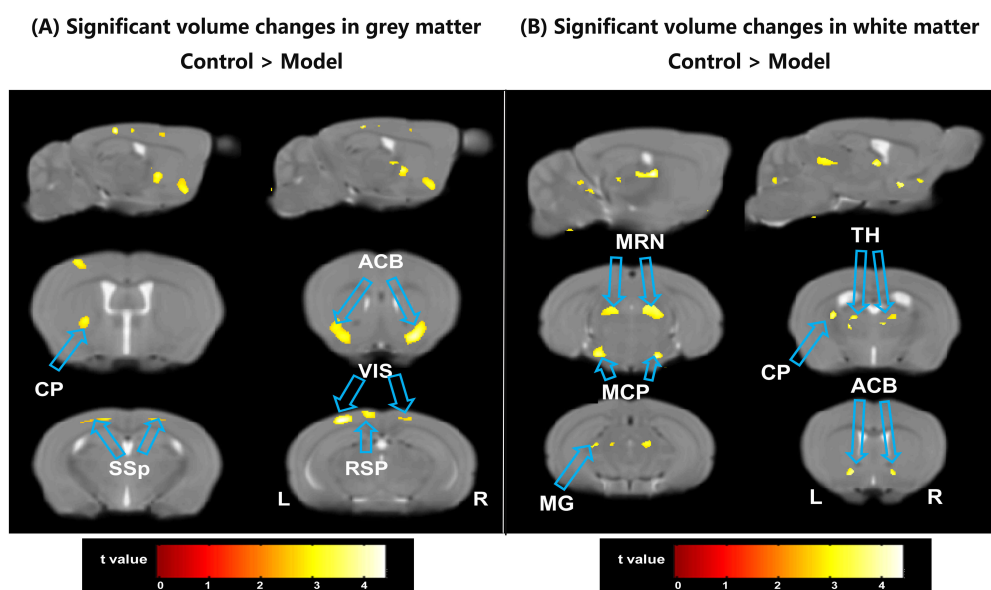 (A) Significant volume changes in grey matter
Control > Model
ACB
CP
VIS
SSp
RSP
L
R
t value
0 1 2 3 4
(B) Significant volume changes in white matter
Control > Model
MRN
TH
CP
MCP
ACB
MG
L
R
t value
0 1 2 3 4